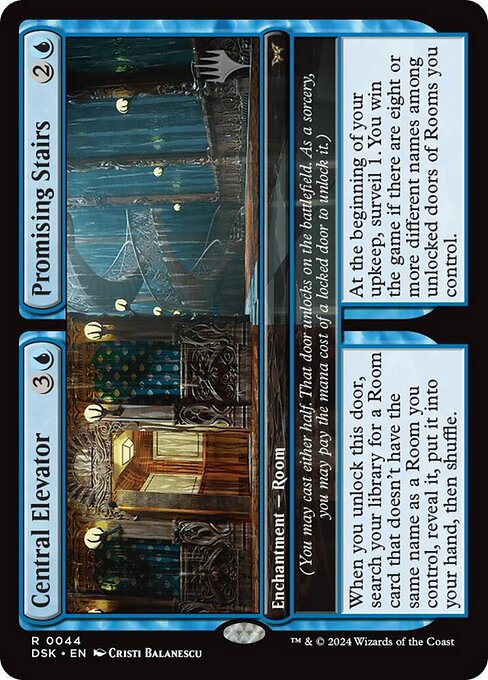 Central Elevator 3
Enchantment — Room
(You may cast either half. That door unlocks on the battlefield. As a sorcery,
you may pay the mana cost of a locked door to unlock it.)
When you unlock this door,
search your library for a Room
card that doesn't have the
same name as a Room you
control, reveal it, put it into
your hand, then shuffle.
Promising Stairs 2
At the beginning of your
upkeep, surveil 1. You win
the game if there are eight or
more different names among
unlocked doors of Rooms you
control.
R 0044
DSK • EN CRISTI BALANESCU
™ & © 2024 Wizards of the Coast